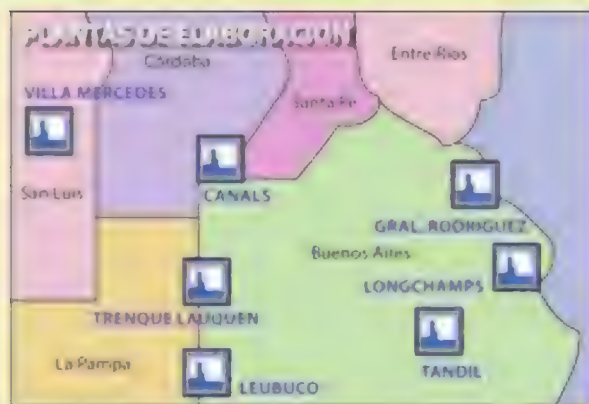 PLANTAS DE ELABORACION
Córdoba
Entre Rios
VILLA MERCEDES
Santa Fe
San Luis
CANALS
GRAL. RODRIGUEZ
Buenos Aires
LONGCHAMPS
TRENQUE LAUQUEN
La Pampa
TANDIL
LEUBUCO